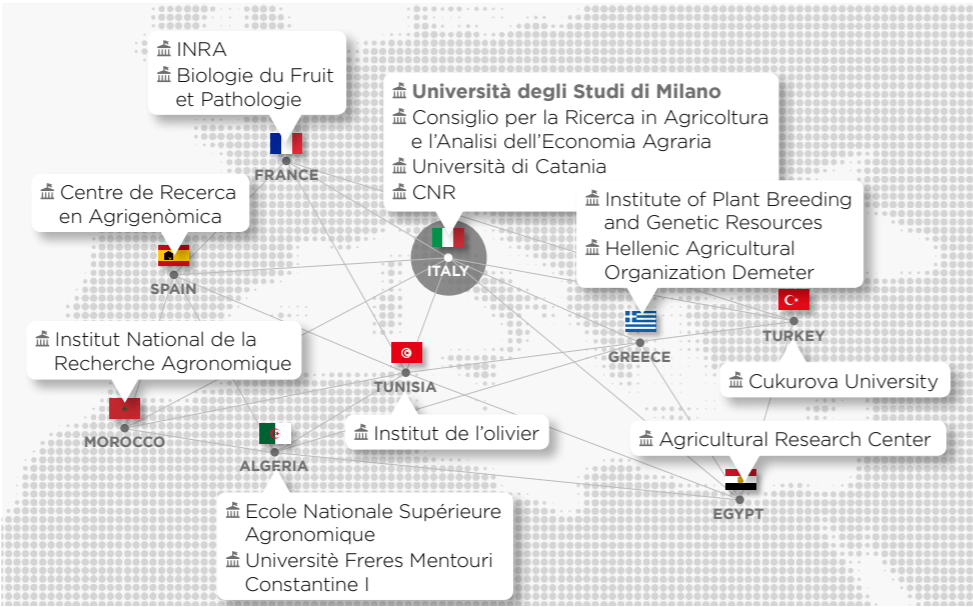 INRA
Biologie du Fruit
et Pathologie
FRANCE
Università degli Studi di Milano
Consiglio per la Ricerca in Agricoltura
e l'Analisi dell'Economia Agraria
Università di Catania
CNR
ITALY
Centre de Recerca
en Agrigenòmica
SPAIN
Institute of Plant Breeding
and Genetic Resources
Hellenic Agricultural
Organization Demeter
GREECE
TURKEY
Cukurova University
Institut National de la
Recherche Agronomique
MOROCCO
TUNISIA
Institut de l'olivier
ALGERIA
Ecole Nationale Supérieure
Agronomique
Universitè Freres Mentouri
Constantine I
Agricultural Research Center
EGYPT